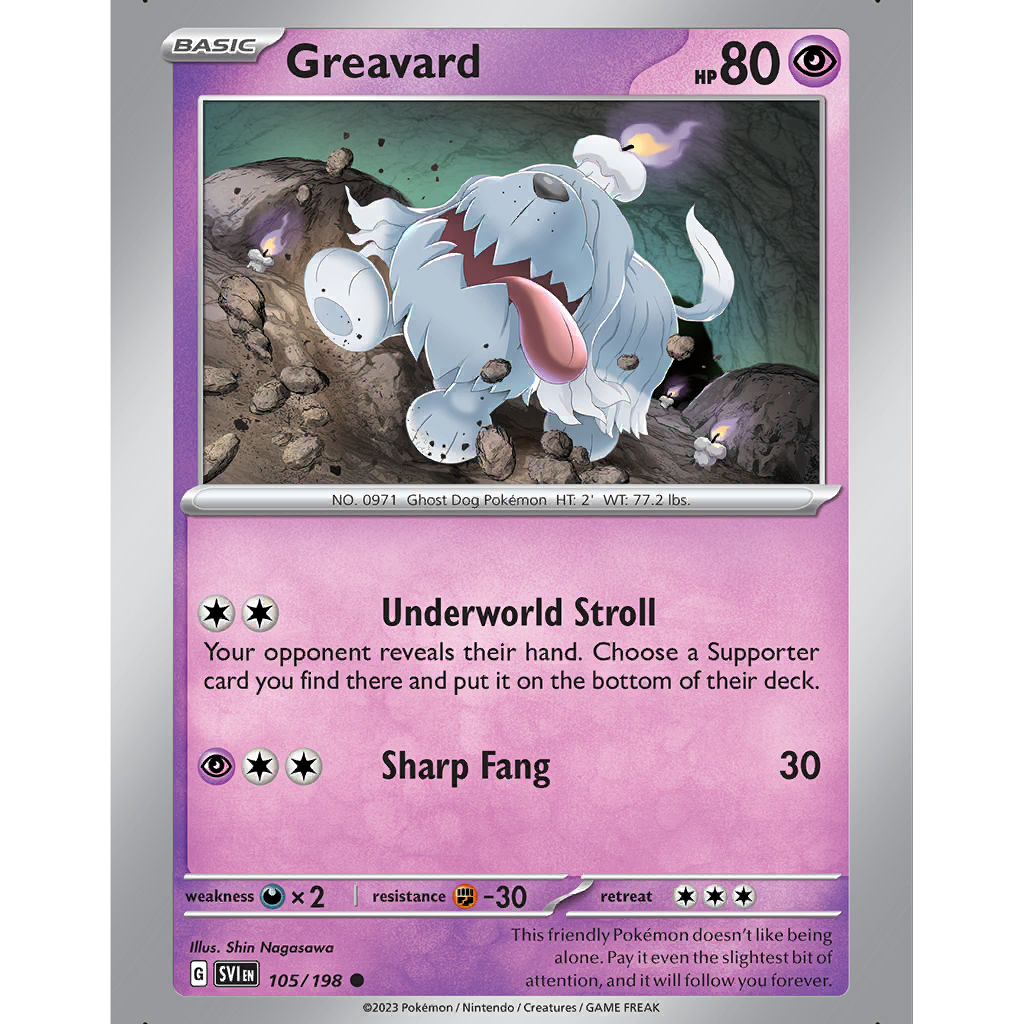 BASIC Greavard HP 80
NO. 0971 Ghost Dog Pokémon HT: 2' WT: 77.2 lbs.
Underworld Stroll
Your opponent reveals their hand. Choose a Supporter
card you find there and put it on the bottom of their deck.
Sharp Fang 30
weakness ×2 resistance -30 retreat
Illus. Shin Nagasawa
G SVI EN 105/198
This friendly Pokémon doesn't like being
alone. Pay it even the slightest bit of
attention, and it will follow you forever.
©2023 Pokémon / Nintendo / Creatures / GAME FREAK